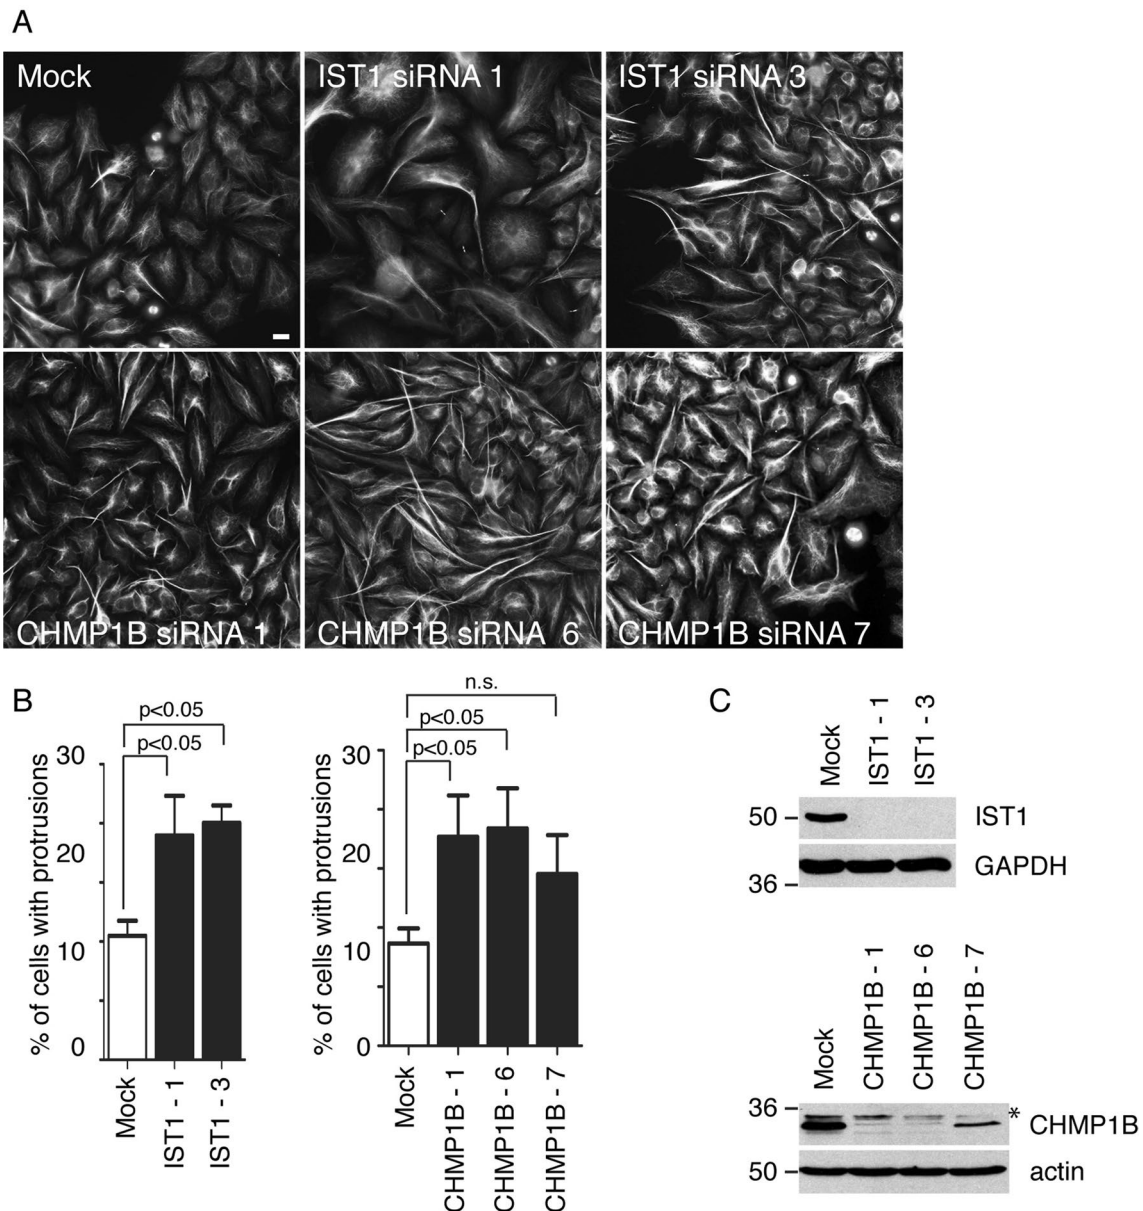 A
Mock
IST1 siRNA 1
IST1 siRNA 3
CHMP1B siRNA 1
CHMP1B siRNA 6
CHMP1B siRNA 7
B
p<0.05
p<0.05
30
20
10
0
% of cells with protrusions
Mock
IST1 - 1
IST1 - 3
n.s.
p<0.05
p<0.05
30
20
10
0
% of cells with protrusions
Mock
CHMP1B - 1
CHMP1B - 6
CHMP1B - 7
C
Mock
IST1 - 1
IST1 - 3
50
IST1
GAPDH
36
Mock
CHMP1B - 1
CHMP1B - 6
CHMP1B - 7
36
*
CHMP1B
50
actin